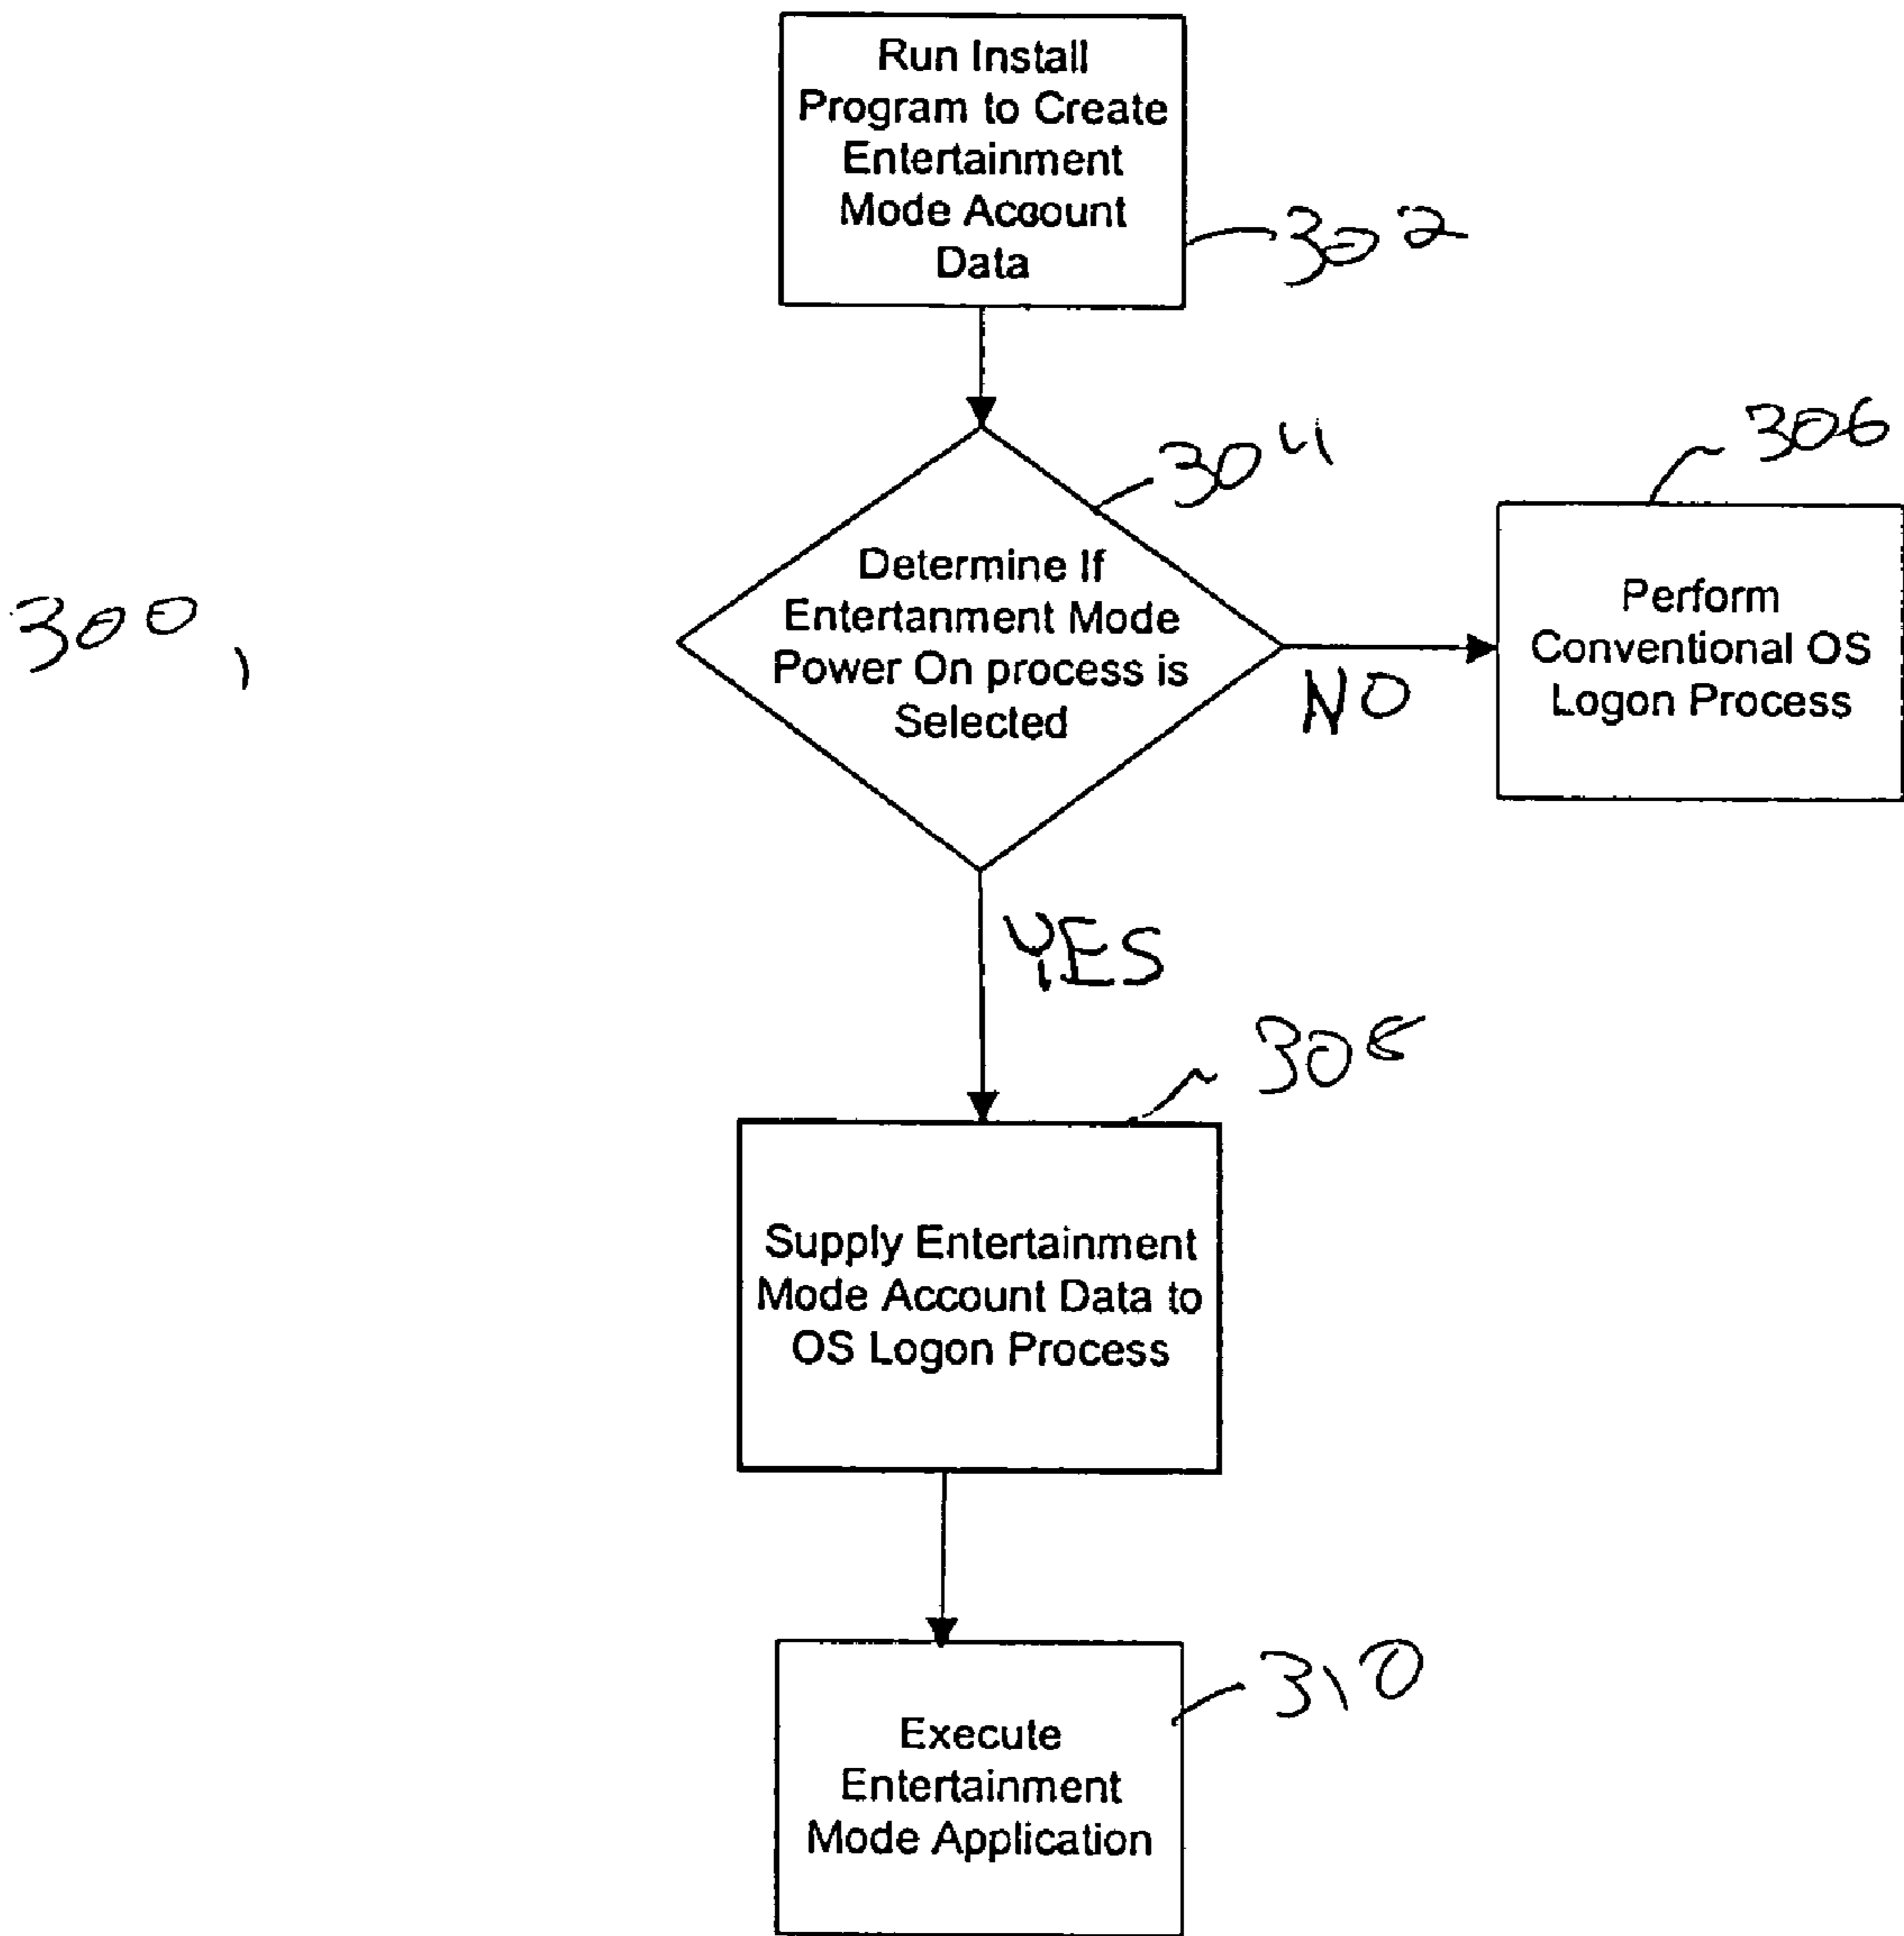 Run Install
Program to Create
Entertainment
Mode Account
Data
302
304
Determine If
Entertanment Mode
Power On process is
Selected
306
Perform
Conventional OS
Logon Process
300
NO
YES
308
Supply Entertainment
Mode Account Data to
OS Logon Process
310
Execute
Entertainment
Mode Application